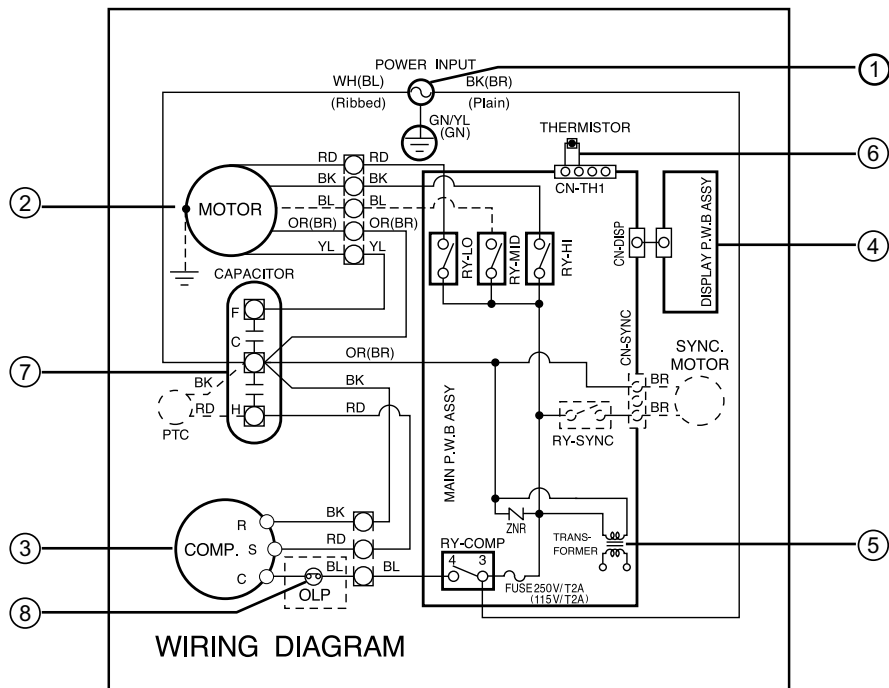 POWER INPUT
1
WH(BL)
BK(BR)
(Ribbed)
(Plain)
GN/YL
(GN)
THERMISTOR
6
CN-TH1
RD
RD
BK
BK
2
MOTOR
BL
BL
OR(BR)
OR(BR)
YL
YL
RY-LO
RY-MID
RY-HI
CN-DISP
DISPLAY P.W.B ASSY
4
CAPACITOR
F
C
H
7
OR(BR)
BK
BK
RD
RD
PTC
CN-SYNC
SYNC.
MOTOR
BR
BR
RY-SYNC
MAIN P.W.B ASSY
3
COMP.
R
S
C
BK
RD
BL
BL
OLP
8
RY-COMP
4
3
ZNR
TRANS-
FORMER
5
FUSE250V/T2A
(115V/T2A)
WIRING DIAGRAM